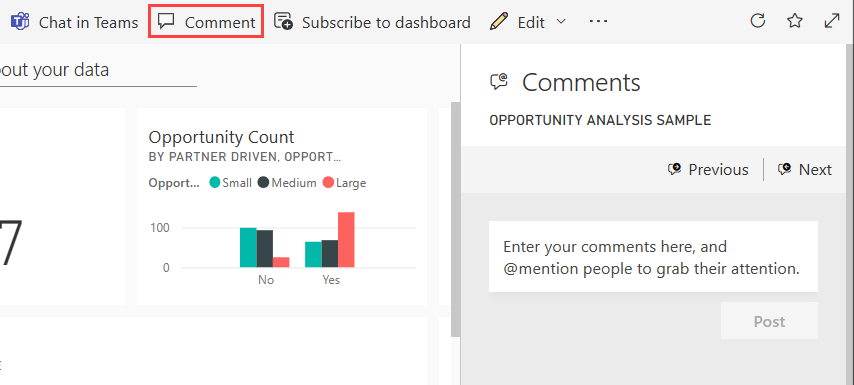 Chat in Teams
Comment
Subscribe to dashboard
Edit
bout your data
Comments
OPPORTUNITY ANALYSIS SAMPLE
Previous
Next
Opportunity Count
BY PARTNER DRIVEN, OPPORT...
Opport... Small Medium Large
100
0
No
Yes
7
Enter your comments here, and
@mention people to grab their attention.
Post